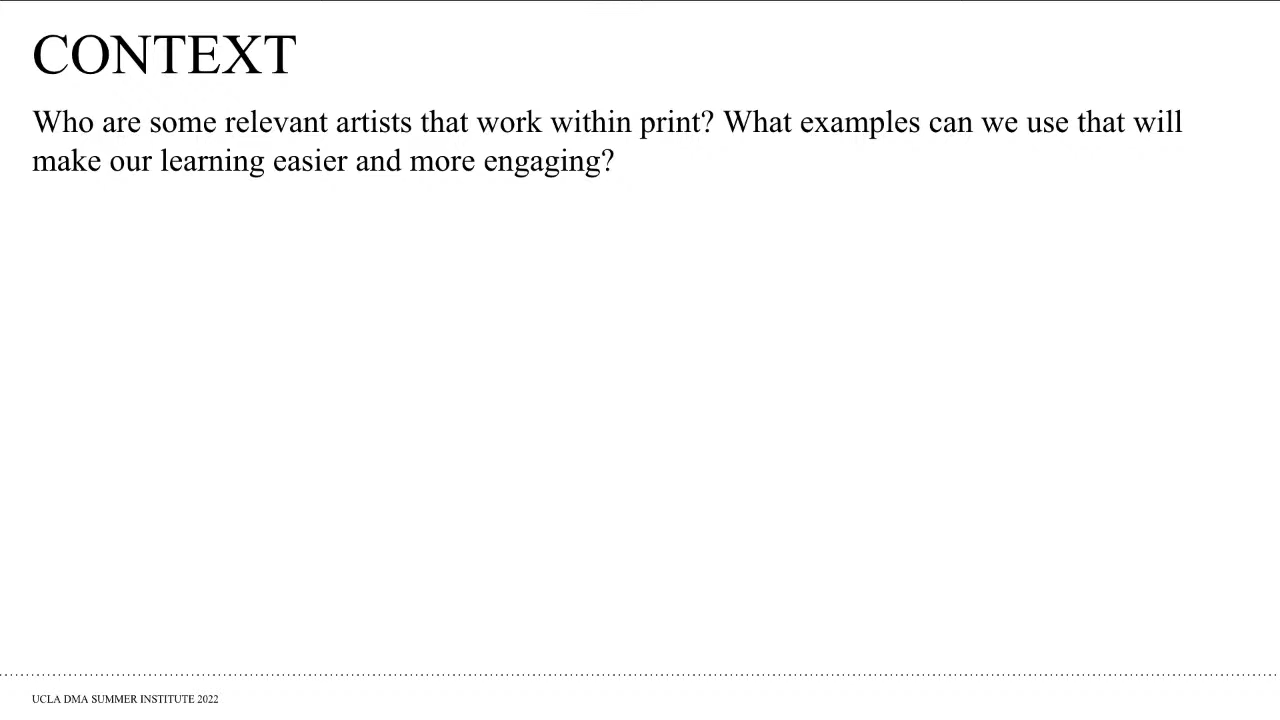 CONTEXT
Who are some relevant artists that work within print? What examples can we use that will
make our learning easier and more engaging?
UCLA DMA SUMMER INSTITUTE 2022